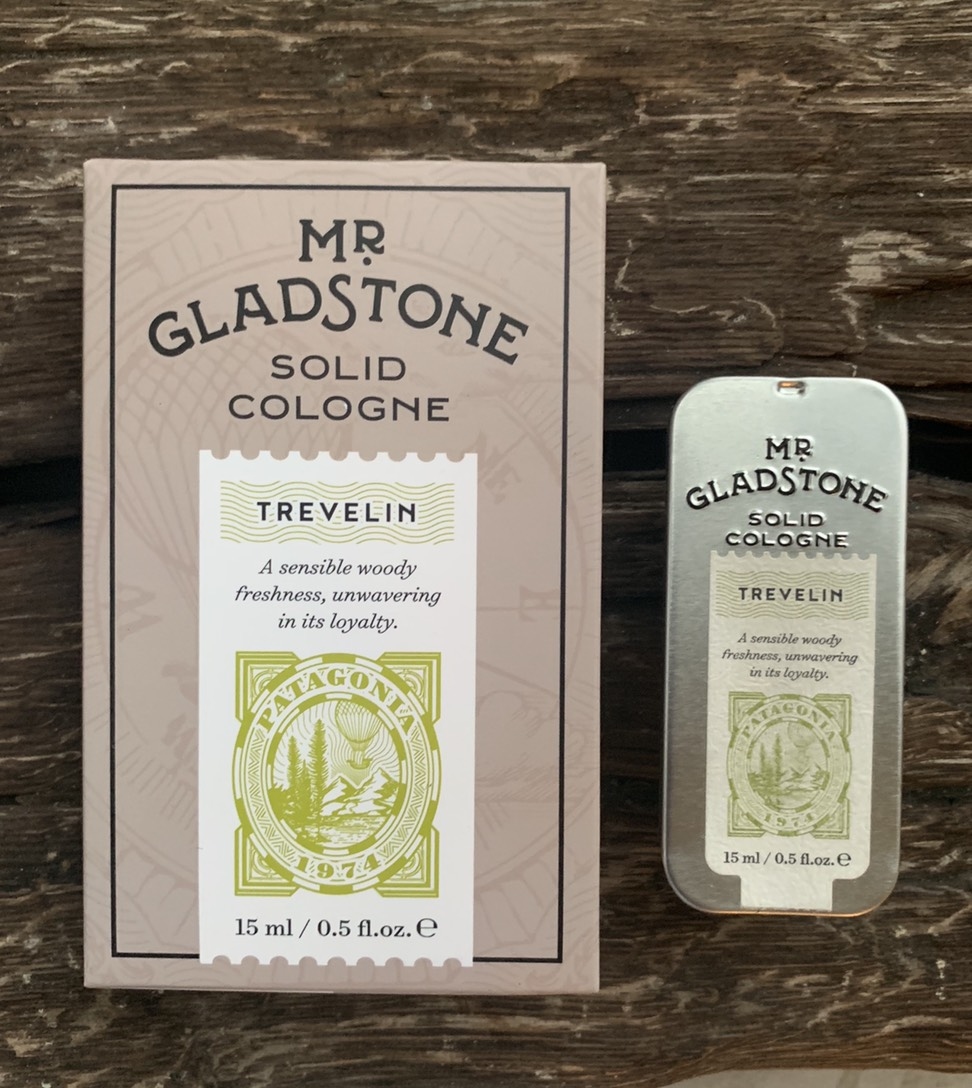 MR.
GLADSTONE
SOLID
COLOGNE
TREVELIN
A sensible woody
freshness, unwavering
in its loyalty.
PATAGONIA
1974
15 ml / 0.5 fl.oz. ℮
MR.
GLADSTONE
SOLID
COLOGNE
TREVELIN
A sensible woody
freshness, unwavering
in its loyalty.
PATAGONIA
1974
15 ml / 0.5 fl.oz. ℮